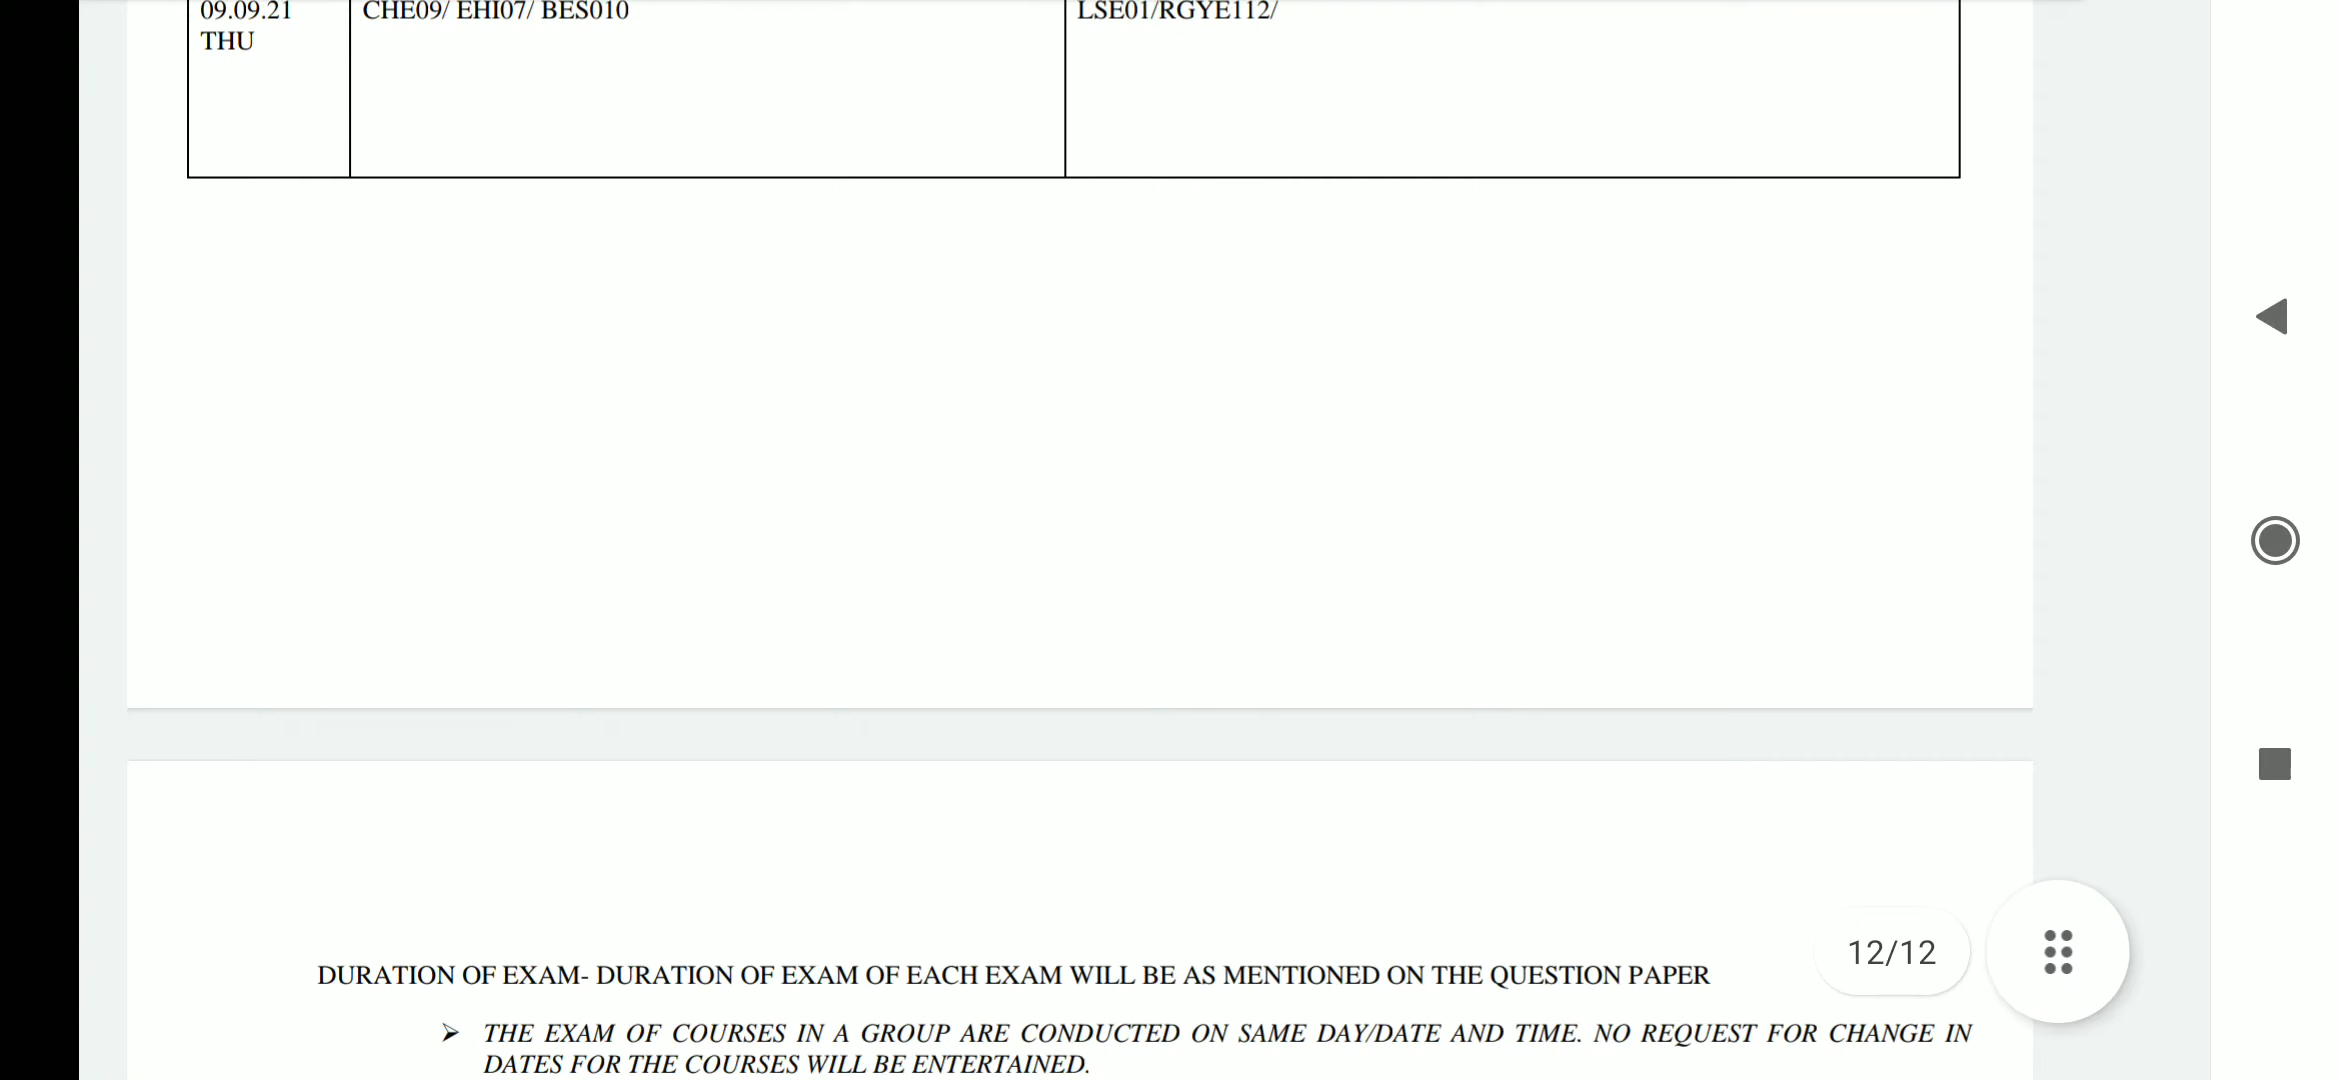 09.09.21 CHE09/ EHI07/ BES010 LSE01/RGYE112/
THU
DURATION OF EXAM- DURATION OF EXAM OF EACH EXAM WILL BE AS MENTIONED ON THE QUESTION PAPER
12/12
➢ THE EXAM OF COURSES IN A GROUP ARE CONDUCTED ON SAME DAY/DATE AND TIME. NO REQUEST FOR CHANGE IN
DATES FOR THE COURSES WILL BE ENTERTAINED.